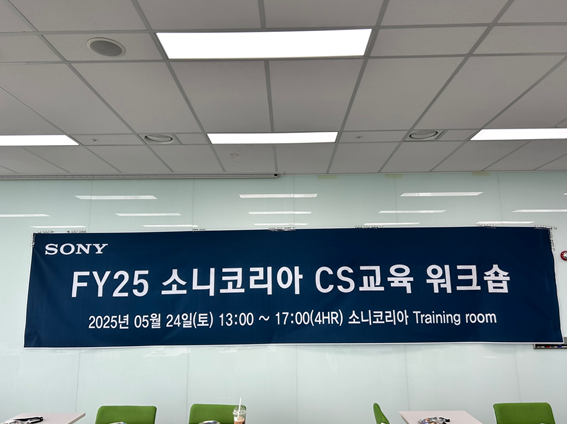 SONY
FY25 소니코리아 CS교육 워크숍
2025년 05월 24일(토) 13:00 ~ 17:00(4HR) 소니코리아 Training room